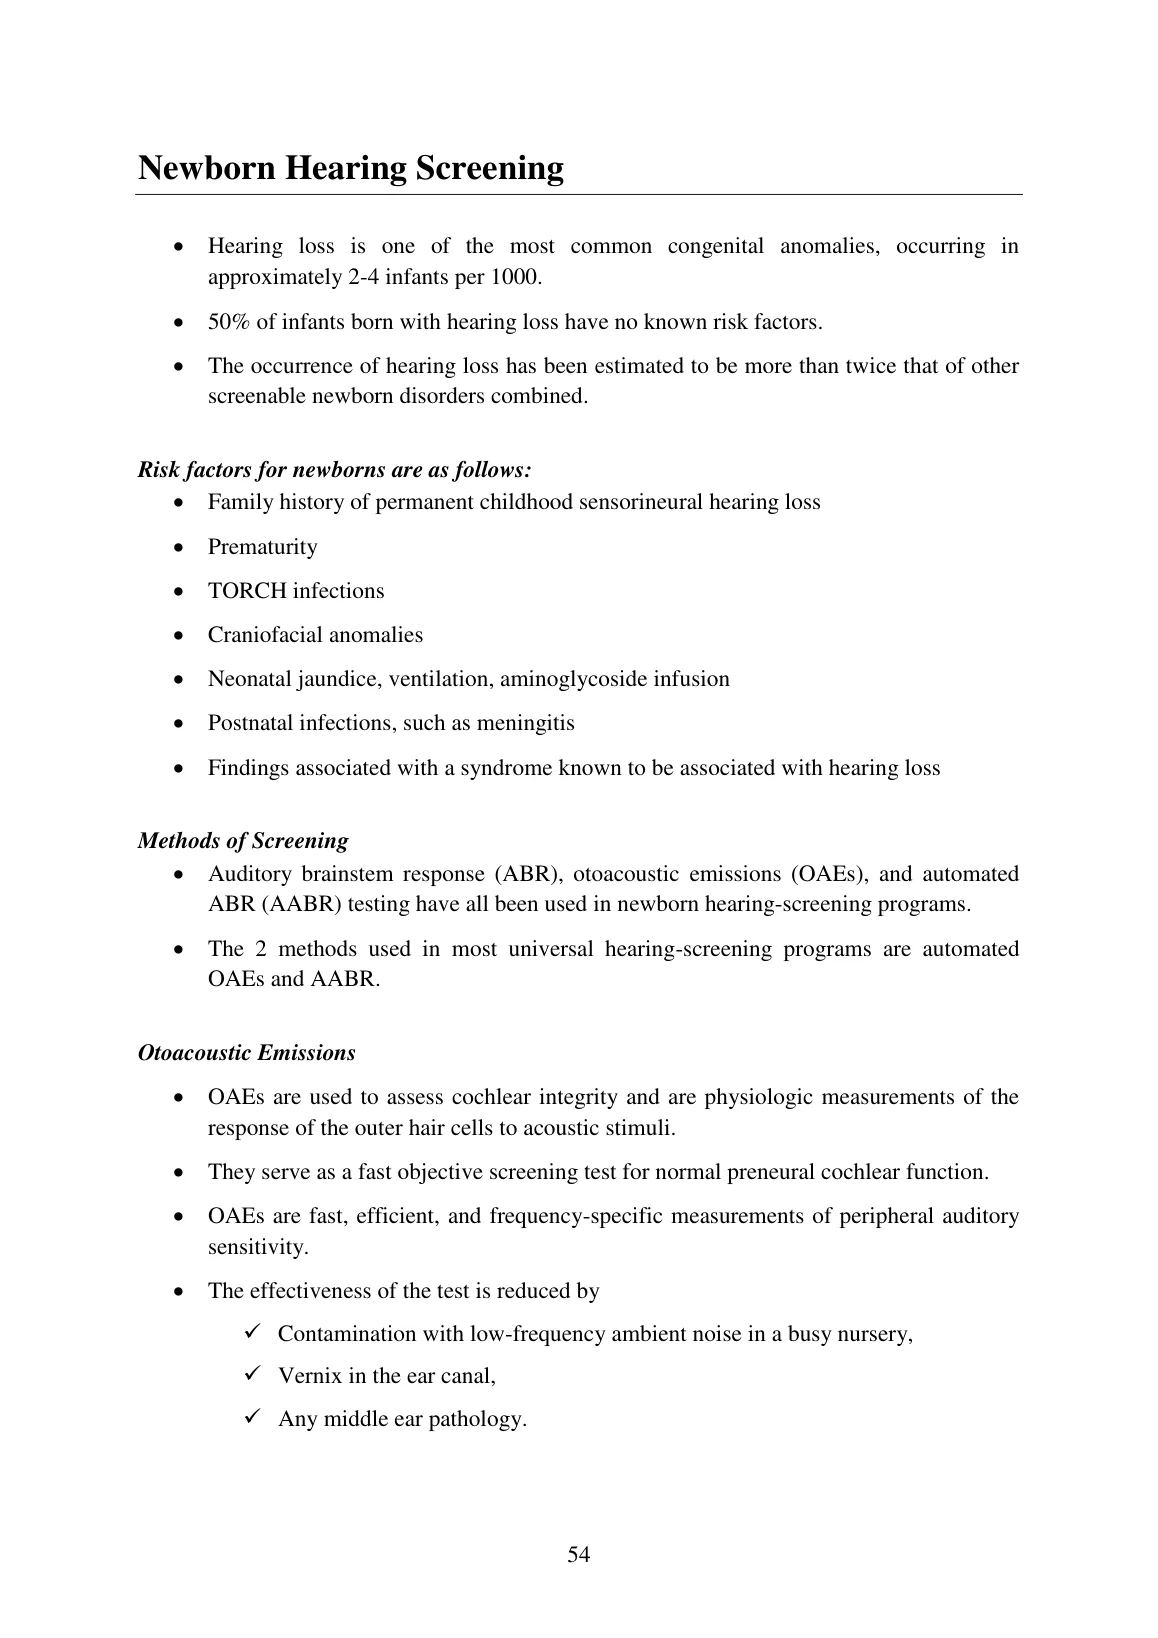 Newborn Hearing Screening
• Hearing loss is one of the most common congenital anomalies, occurring in
approximately 2-4 infants per 1000.
• 50% of infants born with hearing loss have no known risk factors.
• The occurrence of hearing loss has been estimated to be more than twice that of other
screenable newborn disorders combined.
Risk factors for newborns are as follows:
• Family history of permanent childhood sensorineural hearing loss
• Prematurity
• TORCH infections
• Craniofacial anomalies
• Neonatal jaundice, ventilation, aminoglycoside infusion
• Postnatal infections, such as meningitis
• Findings associated with a syndrome known to be associated with hearing loss
Methods of Screening
• Auditory brainstem response (ABR), otoacoustic emissions (OAEs), and automated
ABR (AABR) testing have all been used in newborn hearing-screening programs.
• The 2 methods used in most universal hearing-screening programs are automated
OAEs and AABR.
Otoacoustic Emissions
• OAEs are used to assess cochlear integrity and are physiologic measurements of the
response of the outer hair cells to acoustic stimuli.
• They serve as a fast objective screening test for normal preneural cochlear function.
• OAEs are fast, efficient, and frequency-specific measurements of peripheral auditory
sensitivity.
• The effectiveness of the test is reduced by
✓ Contamination with low-frequency ambient noise in a busy nursery,
✓ Vernix in the ear canal,
✓ Any middle ear pathology.
54